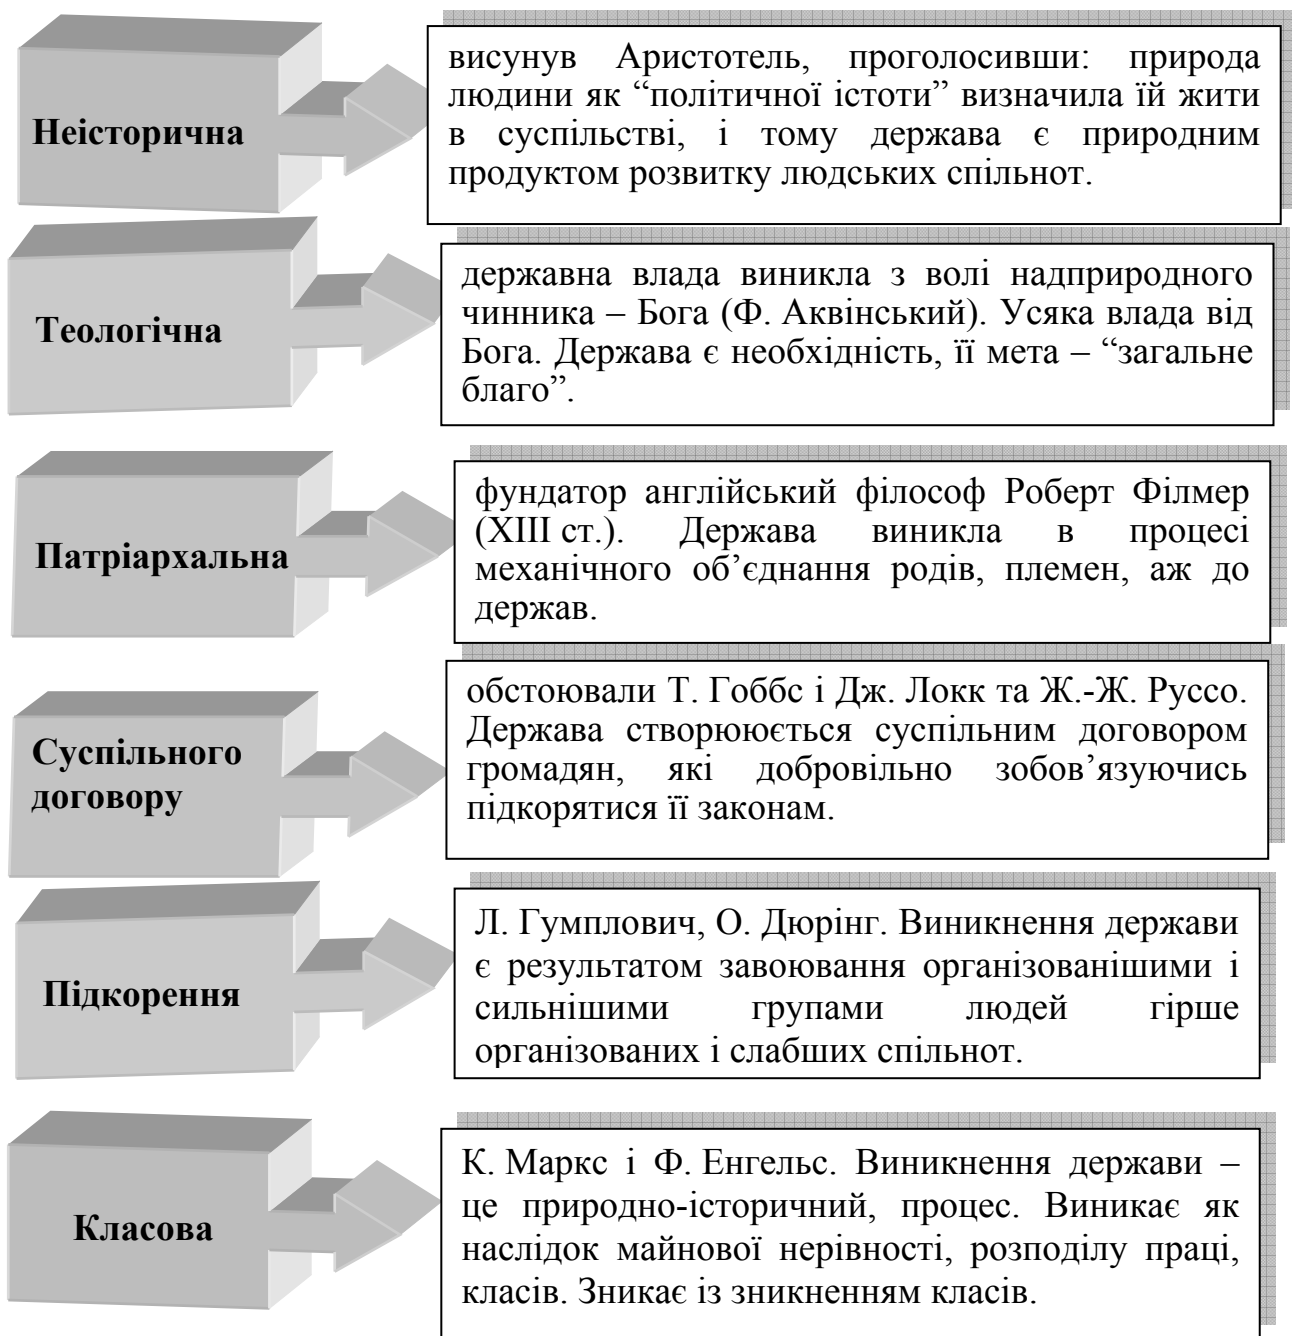 Неісторична
висунув Аристотель, проголосивши: природа
людини як “політичної істоти” визначила їй жити
в суспільстві, і тому держава є природним
продуктом розвитку людських спільнот.
Теологічна
державна влада виникла з волі надприродного
чинника – Бога (Ф. Аквінський). Усяка влада від
Бога. Держава є необхідність, її мета – “загальне
благо”.
Патріархальна
фундатор англійський філософ Роберт Філмер
(XIII ст.). Держава виникла в процесі
механічного об’єднання родів, племен, аж до
держав.
Суспільного
договору
обстоювали Т. Гоббс і Дж. Локк та Ж.-Ж. Руссо.
Держава створюється суспільним договором
громадян, які добровільно зобов’язуючись
підкорятися її законам.
Підкорення
Л. Гумплович, О. Дюрінг. Виникнення держави
є результатом завоювання організованішими і
сильнішими групами людей гірше
організованих і слабших спільнот.
Класова
К. Маркс і Ф. Енгельс. Виникнення держави –
це природно-історичний, процес. Виникає як
наслідок майнової нерівності, розподілу праці,
класів. Зникає із зникненням класів.